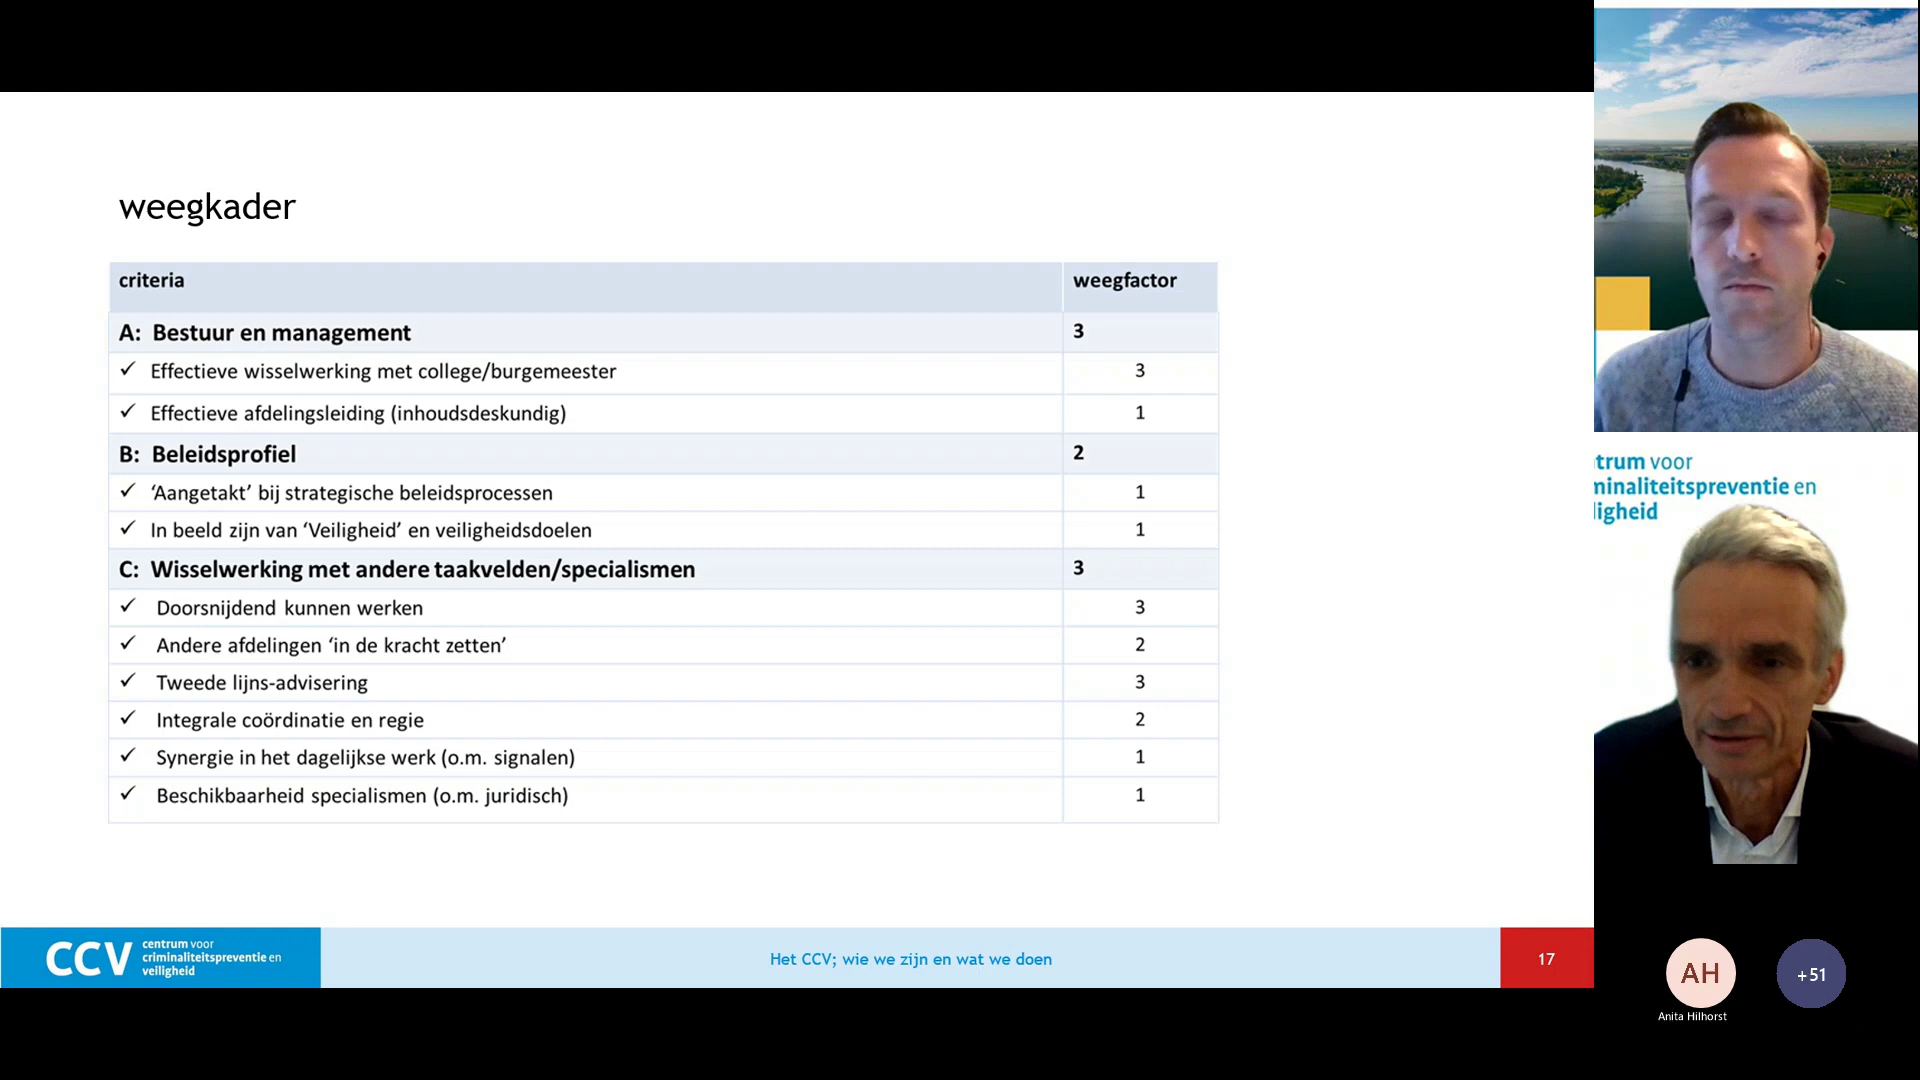 weegkader
criteria weegfactor
A: Bestuur en management 3
✓ Effectieve wisselwerking met college/burgemeester 3
✓ Effectieve afdelingsleiding (inhoudsdeskundig) 1
B: Beleidsprofiel 2
✓ ‘Aangetakt’ bij strategische beleidsprocessen 1
✓ In beeld zijn van ‘Veiligheid’ en veiligheidsdoelen 1
C: Wisselwerking met andere taakvelden/specialismen 3
✓ Doorsnijdend kunnen werken 3
✓ Andere afdelingen ‘in de kracht zetten’ 2
✓ Tweede lijns-advisering 3
✓ Integrale coördinatie en regie 2
✓ Synergie in het dagelijkse werk (o.m. signalen) 1
✓ Beschikbaarheid specialismen (o.m. juridisch) 1
CCV
centrum voor
criminaliteitspreventie en
veiligheid
Het CCV; wie we zijn en wat we doen
17
trum voor
minaliteitspreventie en
ligheid
AH
Anita Hilhorst
+51